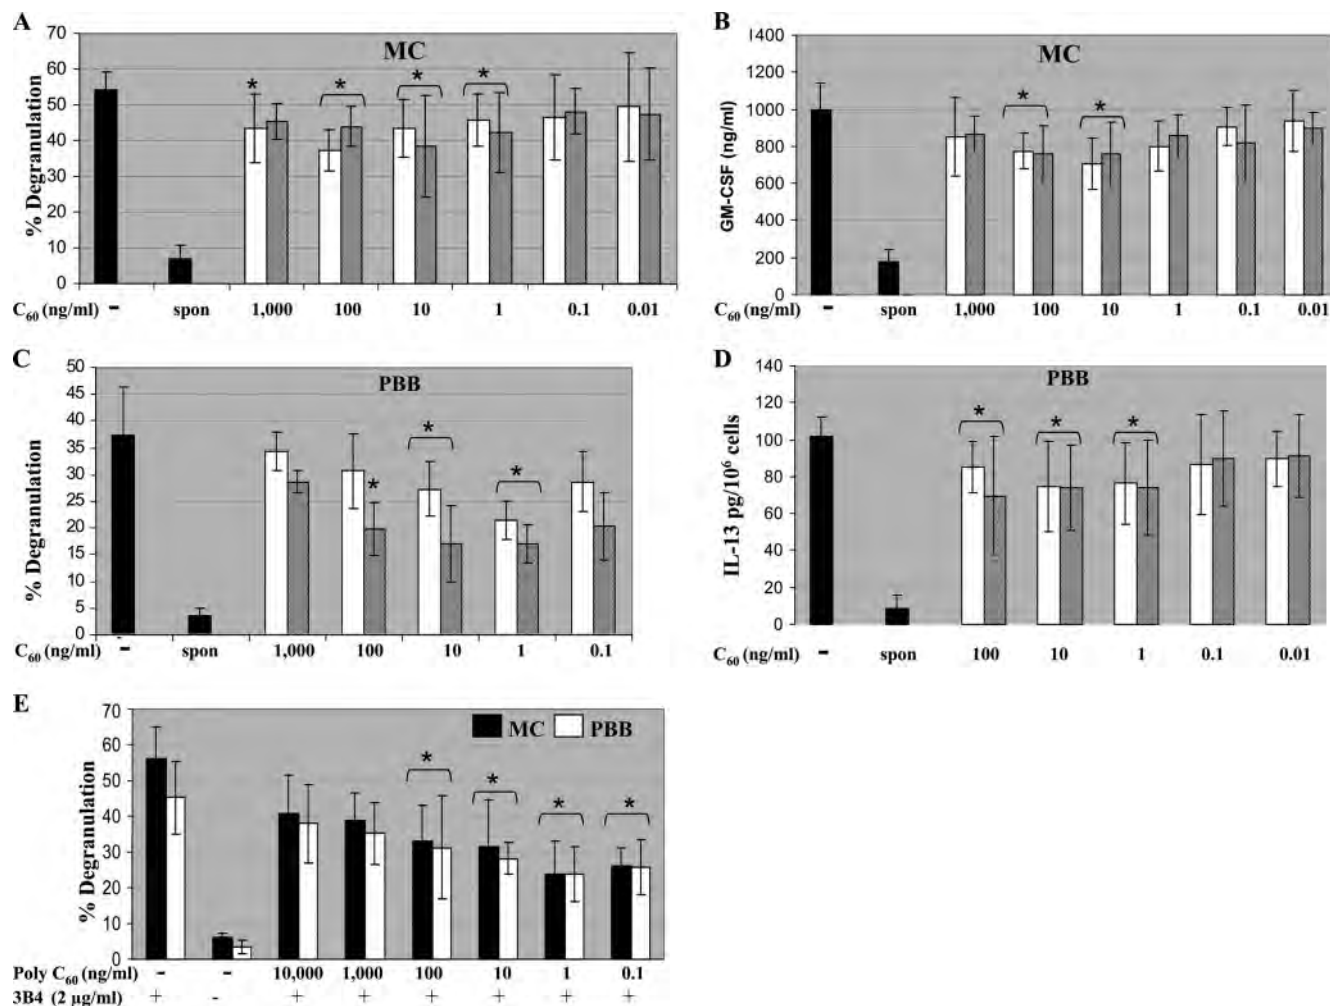 A
MC
% Degranulation
70
60
50
40
30
20
10
0
* * * *
C60 (ng/ml) - spon 1,000 100 10 1 0.1 0.01
B
MC
GM-CSF (ng/ml)
1400
1200
1000
800
600
400
200
0
* *
C60 (ng/ml) - spon 1,000 100 10 1 0.1 0.01
C
PBB
% Degranulation
50
45
40
35
30
25
20
15
10
5
0
* * *
C60 (ng/ml) - spon 1,000 100 10 1 0.1
D
PBB
IL-13 pg/10⁶ cells
140
120
100
80
60
40
20
0
* * *
C60 (ng/ml) - spon 100 10 1 0.1 0.01
E
MC PBB
% Degranulation
70
60
50
40
30
20
10
0
* * * *
Poly C60 (ng/ml) - - 10,000 1,000 100 10 1 0.1
3B4 (2 µg/ml) + - + + + + + +